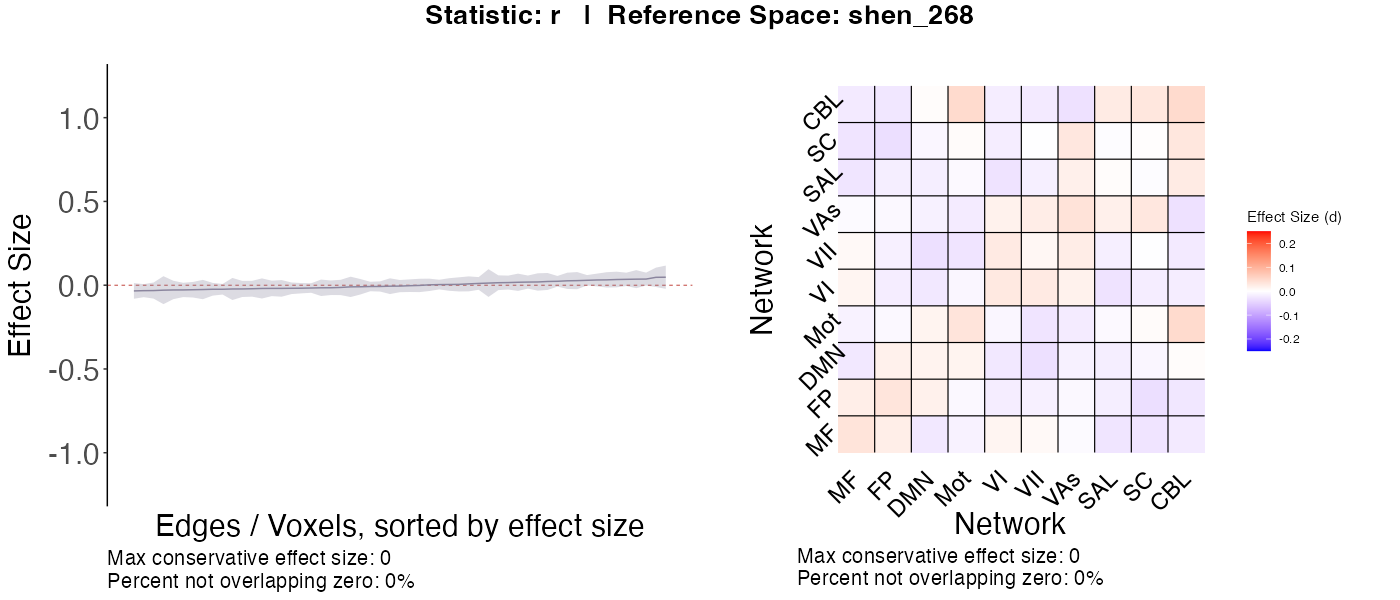 Statistic: r | Reference Space: shen_268
Effect Size
1.0
0.5
0.0
-0.5
-1.0
Edges / Voxels, sorted by effect size
Max conservative effect size: 0
Percent not overlapping zero: 0%
Network
CBL
SC
SAL
VAs
VII
VI
Mot
DMN
FP
MF
MF
FP
DMN
Mot
VI
VII
VAs
SAL
SC
CBL
Network
Max conservative effect size: 0
Percent not overlapping zero: 0%
Effect Size (d)
0.2
0.1
0.0
-0.1
-0.2